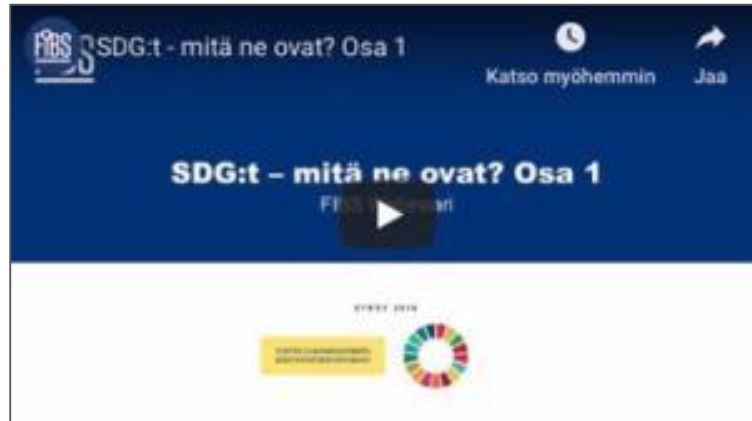 FIBS
SDG:t - mitä ne ovat? Osa 1
Katso myöhemmin
Jaa
SDG:t – mitä ne ovat? Osa 1